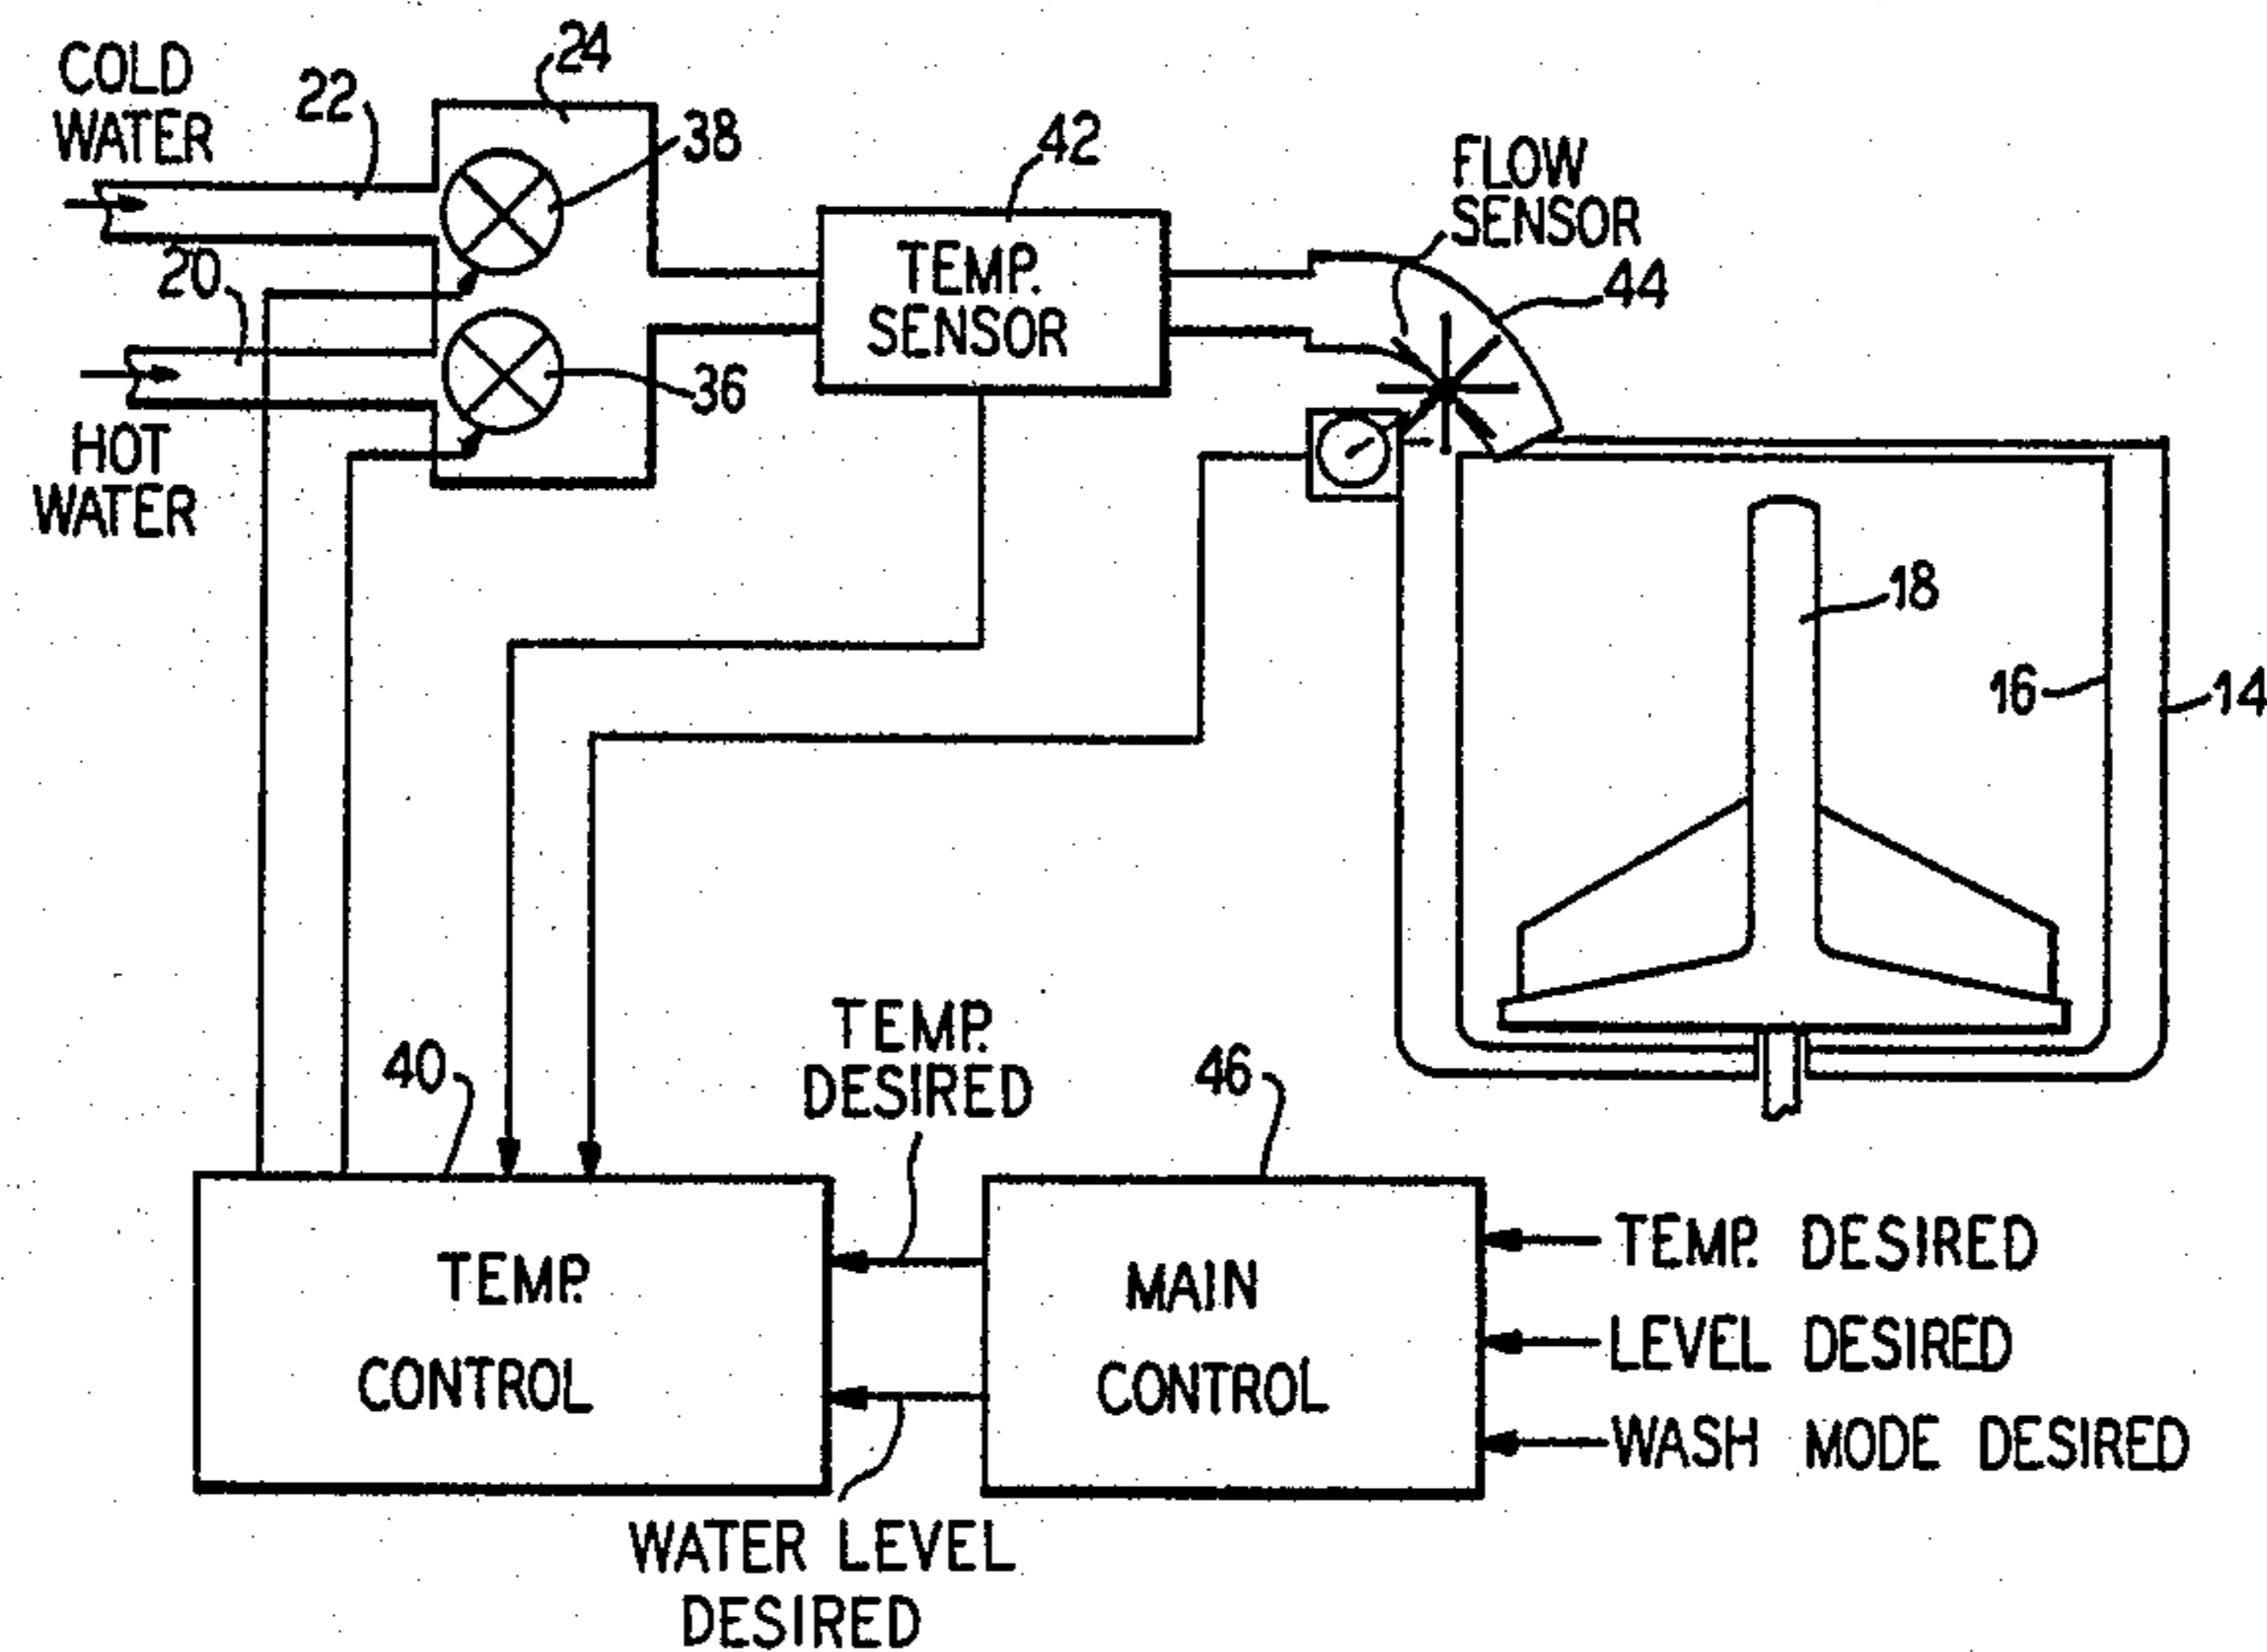 COLD
WATER
22
24
38
42
FLOW
SENSOR
44
20
TEMP.
SENSOR
36
HOT
WATER
18
16
14
40
TEMP.
DESIRED
46
TEMP.
CONTROL
MAIN
CONTROL
TEMP. DESIRED
LEVEL DESIRED
WASH MODE DESIRED
WATER LEVEL
DESIRED